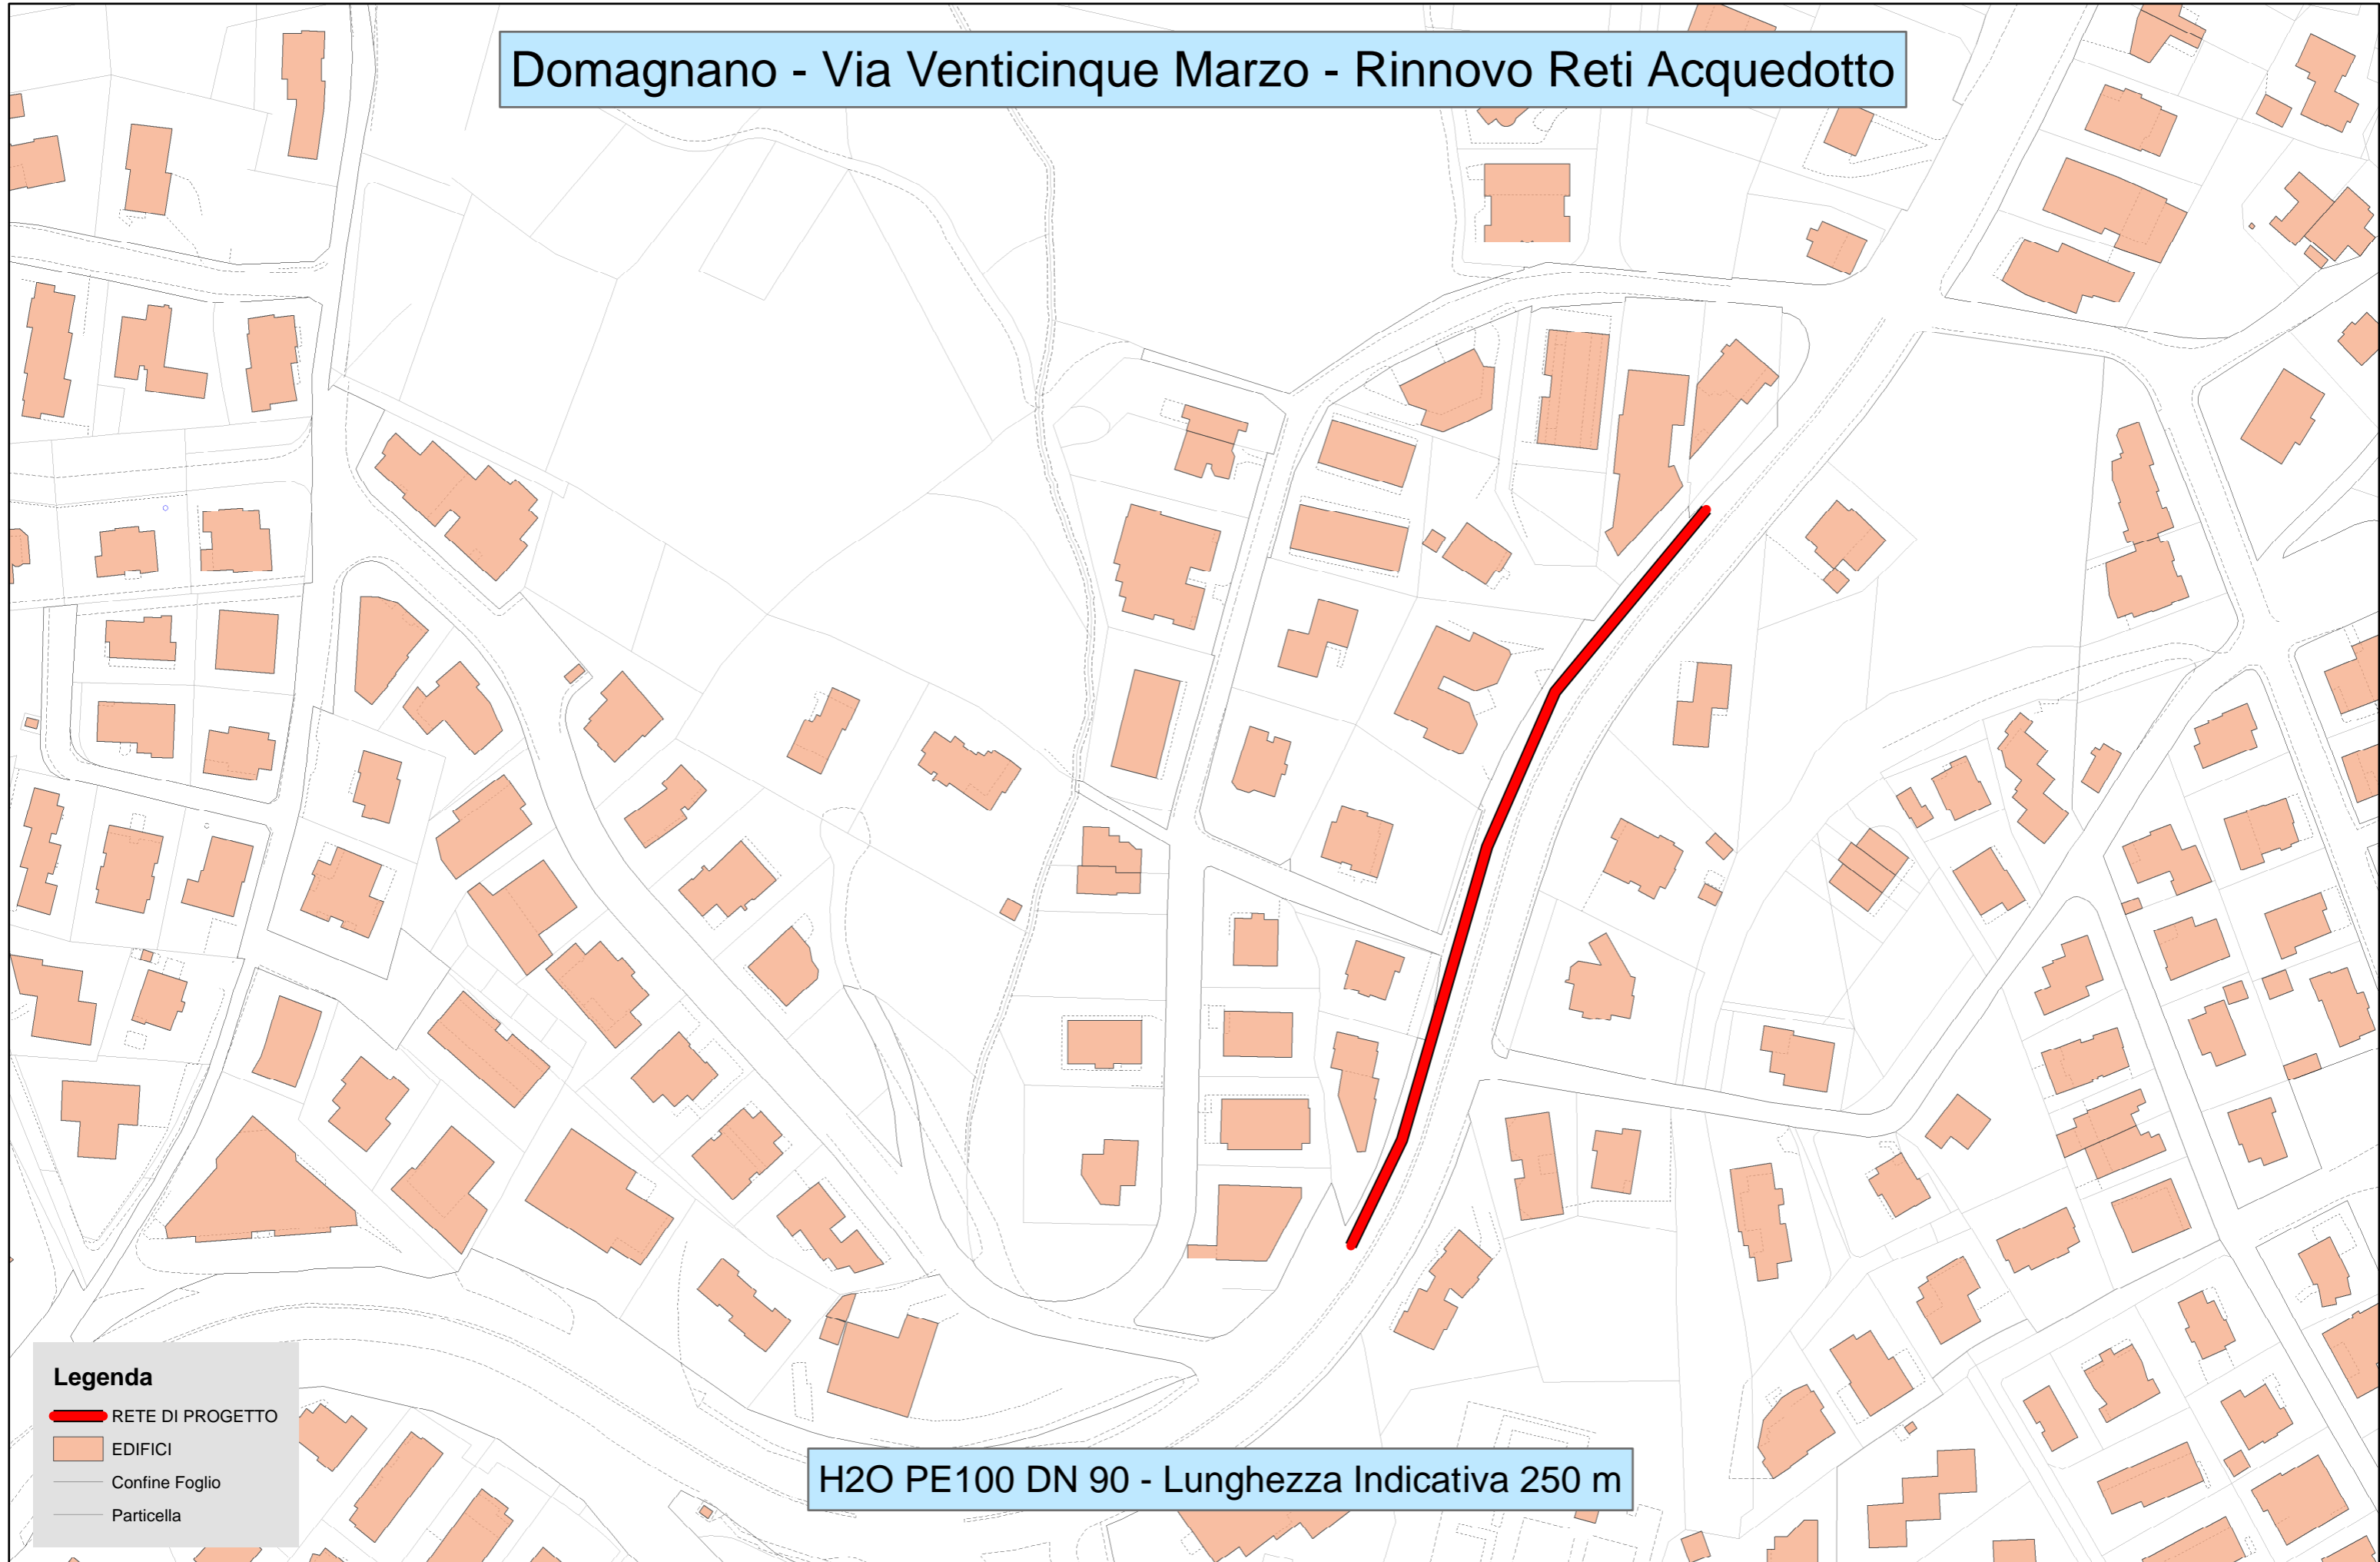 Domagnano - Via Venticinque Marzo - Rinnovo Reti Acquedotto
Legenda
RETE DI PROGETTO
EDIFICI
Confine Foglio
Particella
H2O PE100 DN 90 - Lunghezza Indicativa 250 m